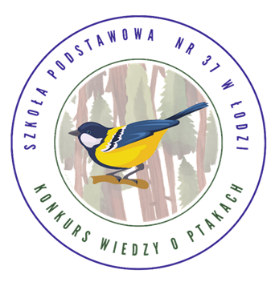 SZKOŁA PODSTAWOWA NR 37 W ŁODZI
KONKURS WIEDZY O PTAKACH